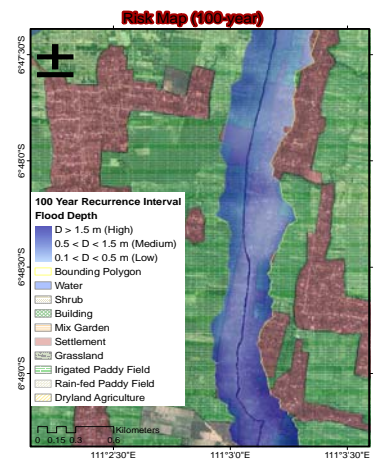 Risk Map (100-year)
6°47'30"S
6°48'0"S
6°48'30"S
6°49'0"S
100 Year Recurrence Interval
Flood Depth
D > 1.5 m (High)
0.5 < D < 1.5 m (Medium)
0.1 < D < 0.5 m (Low)
Bounding Polygon
Water
Shrub
Building
Mix Garden
Settlement
Grassland
Irrigated Paddy Field
Rain-fed Paddy Field
Dryland Agriculture
Kilometers
0 0.15 0.3 0.6
111°2'30"E 111°3'0"E 111°3'30"E